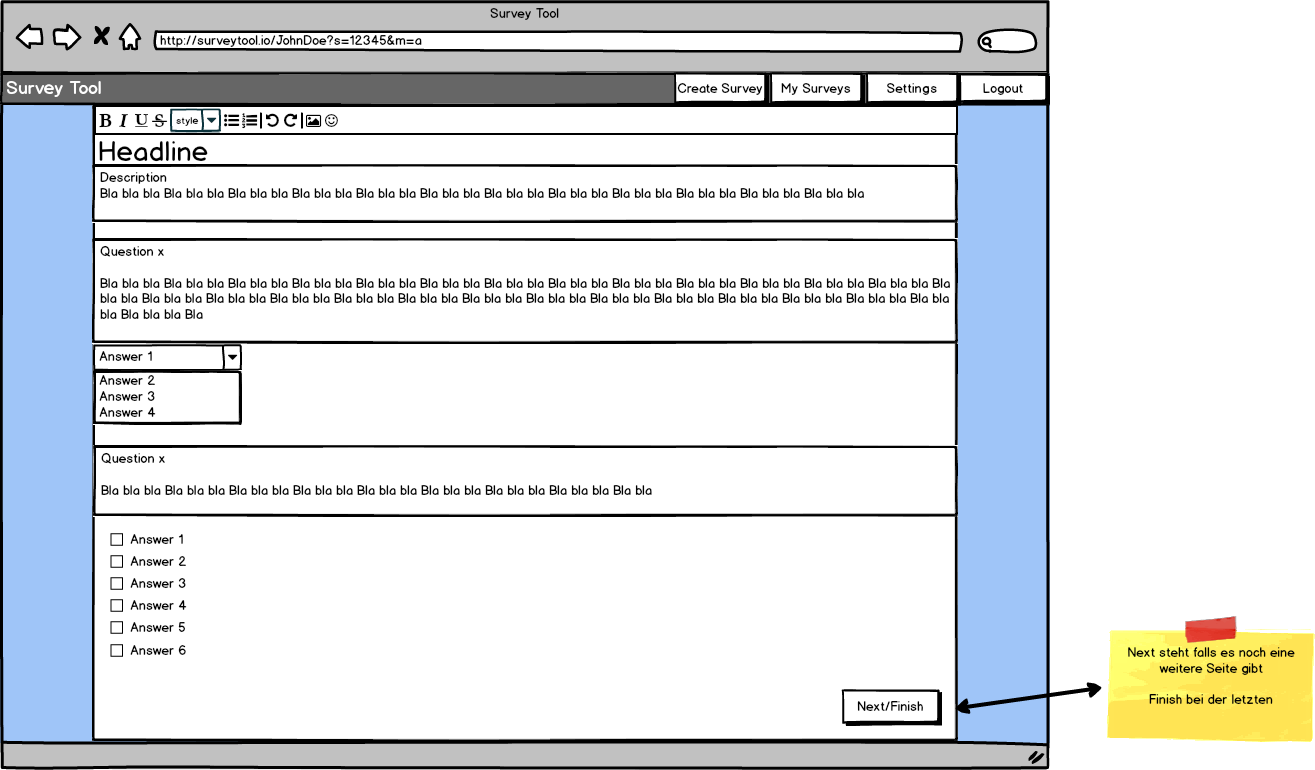 Survey Tool
http://surveytool.io/JohnDoe?s=12345&m=a
Survey Tool
Create Survey
My Surveys
Settings
Logout
B I U S style
Headline
Description
Bla bla bla Bla bla bla Bla bla bla Bla bla bla Bla bla bla Bla bla bla Bla bla bla Bla bla bla Bla bla bla Bla bla bla Bla bla bla Bla bla bla
Question x
Bla bla bla Bla bla bla Bla bla bla Bla bla bla Bla bla bla Bla bla bla Bla bla bla Bla bla bla Bla bla bla Bla bla bla Bla bla bla Bla bla bla Bla bla bla Bla
bla bla Bla bla bla Bla bla bla Bla bla bla Bla bla bla Bla bla bla Bla bla bla Bla bla bla Bla bla bla Bla bla bla Bla bla bla Bla bla bla Bla bla bla Bla bla
bla Bla bla bla Bla
Answer 1
Answer 2
Answer 3
Answer 4
Question x
Bla bla bla Bla bla bla Bla bla bla Bla bla bla Bla bla bla Bla bla bla Bla bla bla Bla bla bla Bla bla
Answer 1
Answer 2
Answer 3
Answer 4
Answer 5
Answer 6
Next/Finish
Next steht falls es noch eine
weitere Seite gibt
Finish bei der letzten